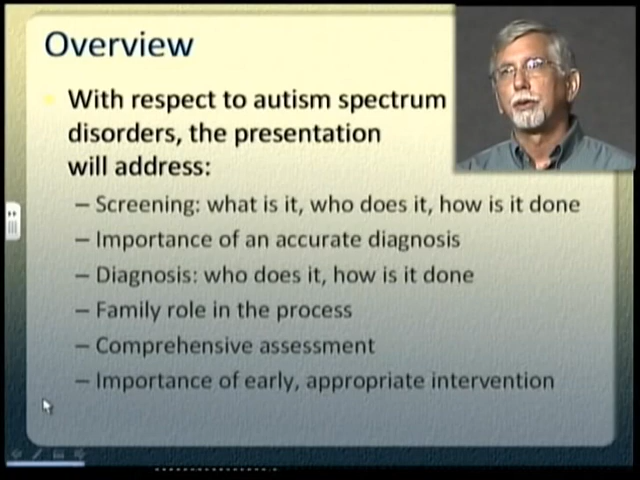 Overview
With respect to autism spectrum
disorders, the presentation
will address:
– Screening: what is it, who does it, how is it done
– Importance of an accurate diagnosis
– Diagnosis: who does it, how is it done
– Family role in the process
– Comprehensive assessment
– Importance of early, appropriate intervention